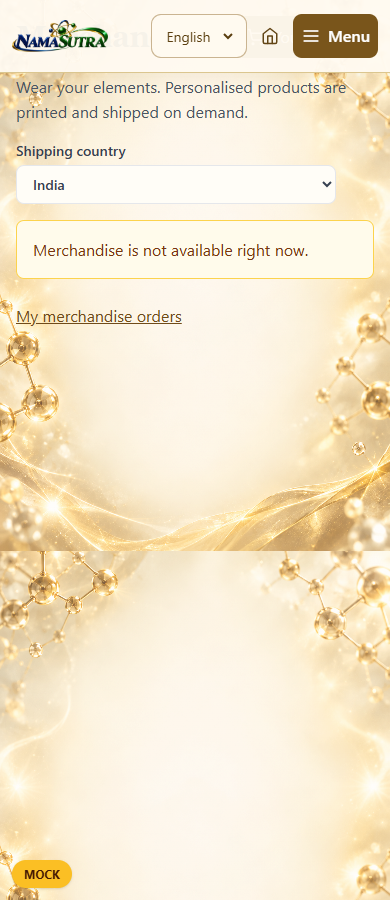 NAMASUTRA
English
Menu
Wear your elements. Personalised products are
printed and shipped on demand.
Shipping country
India
Merchandise is not available right now.
My merchandise orders
MOCK